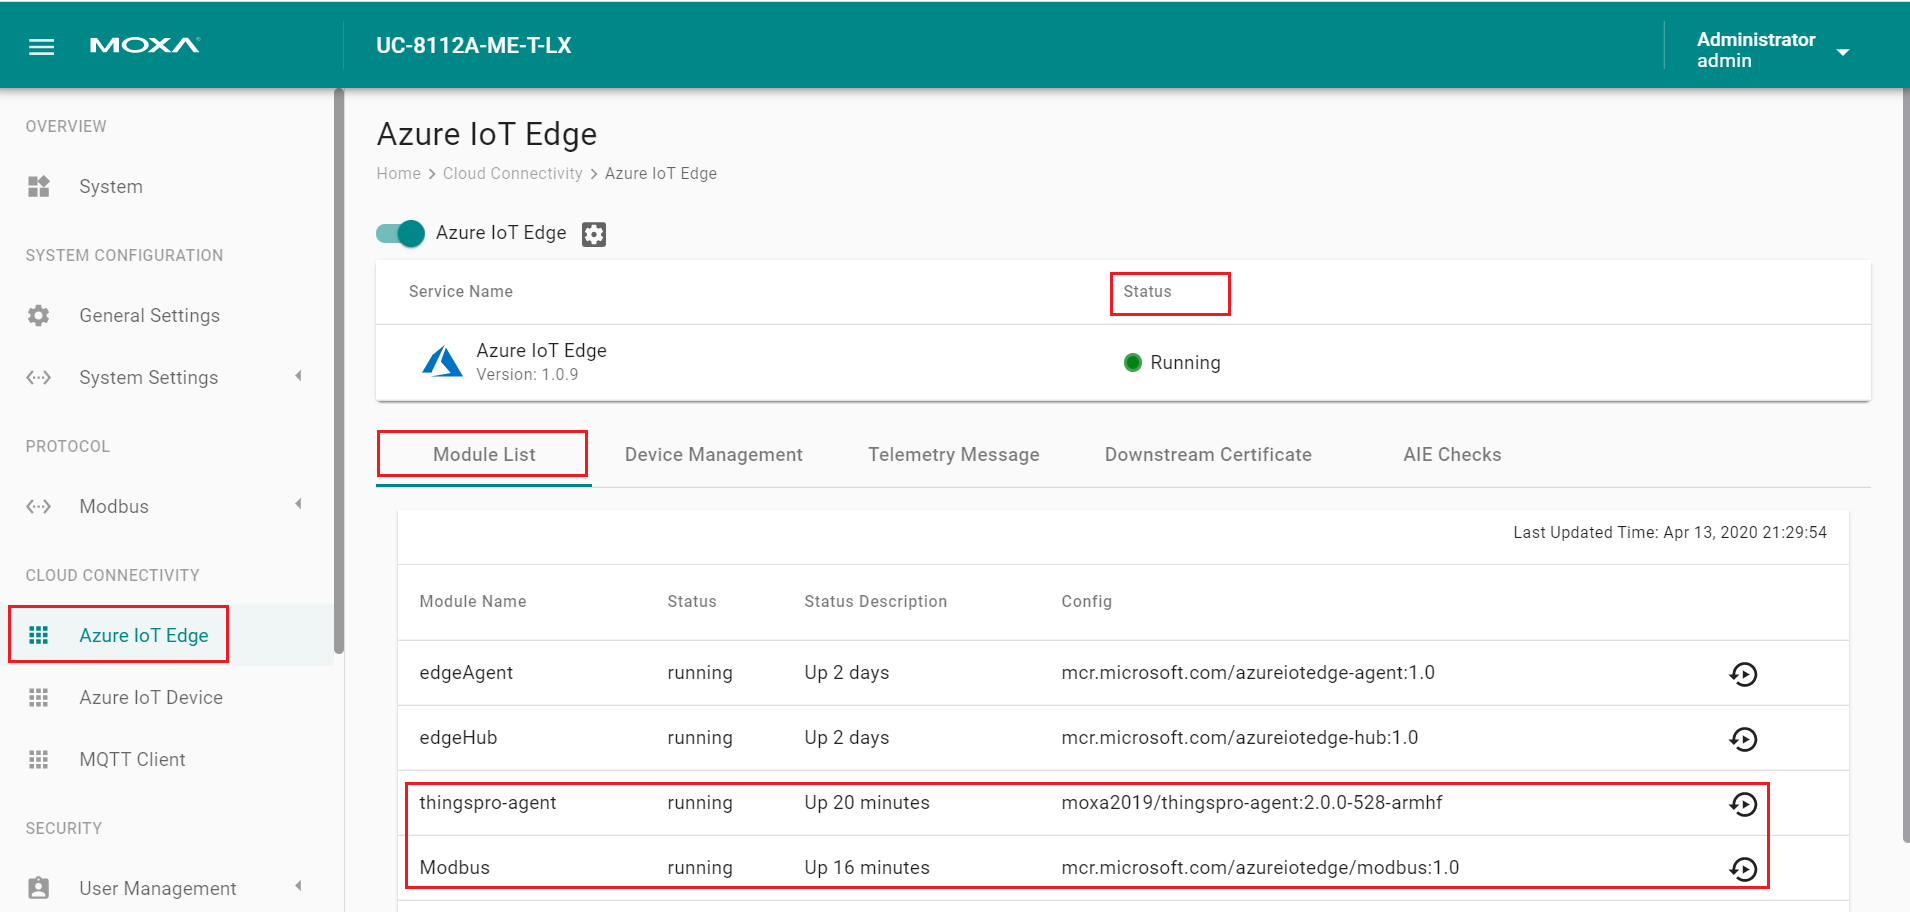 MOXA
UC-8112A-ME-T-LX
Administrator
admin
OVERVIEW
System
SYSTEM CONFIGURATION
General Settings
System Settings
PROTOCOL
Modbus
CLOUD CONNECTIVITY
Azure IoT Edge
Azure IoT Device
MQTT Client
SECURITY
User Management
Azure IoT Edge
Home > Cloud Connectivity > Azure IoT Edge
Azure IoT Edge
Service Name Status
Azure IoT Edge
Version: 1.0.9
Running
Module List Device Management Telemetry Message Downstream Certificate AIE Checks
Last Updated Time: Apr 13, 2020 21:29:54
Module Name Status Status Description Config
edgeAgent running Up 2 days mcr.microsoft.com/azureiotedge-agent:1.0
edgeHub running Up 2 days mcr.microsoft.com/azureiotedge-hub:1.0
thingspro-agent running Up 20 minutes moxa2019/thingspro-agent:2.0.0-528-armhf
Modbus running Up 16 minutes mcr.microsoft.com/azureiotedge/modbus:1.0